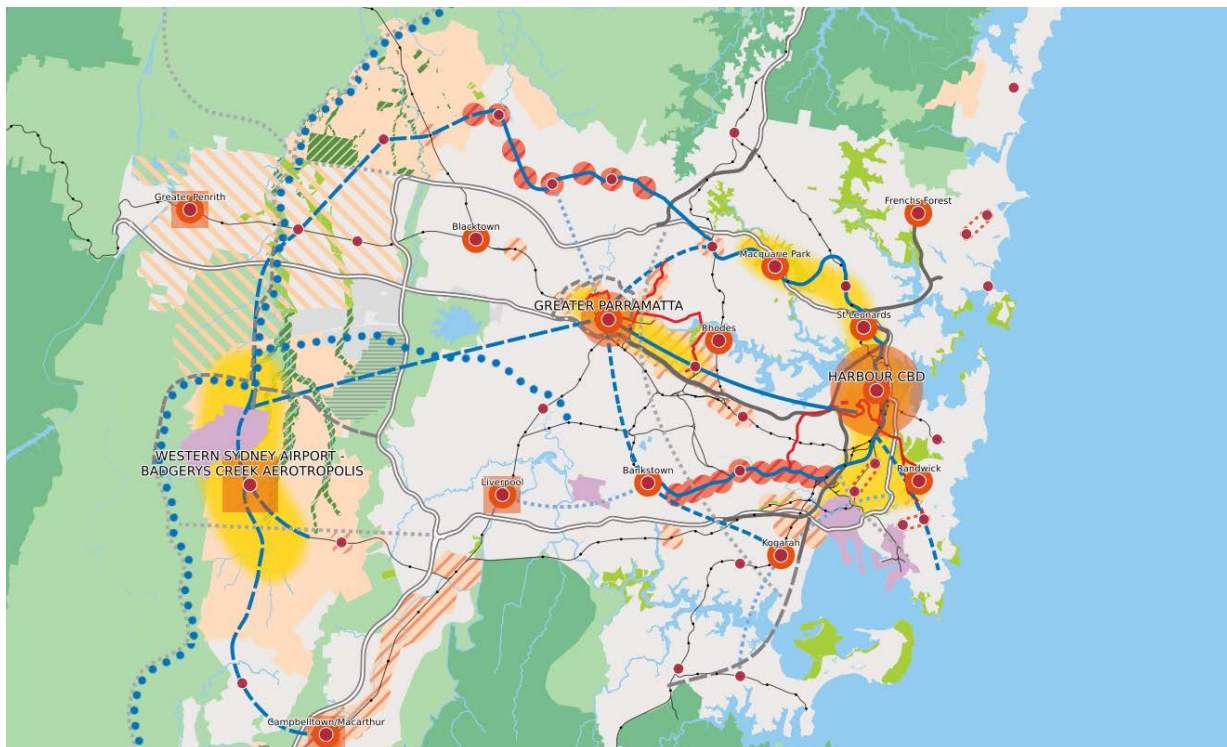 Greater Penrith
Blacktown
Frenchs Forest
Macquarie Park
GREATER PARRAMATTA
St Leonards
Rhodes
HARBOUR CBD
WESTERN SYDNEY AIRPORT -
BADGERYS CREEK AEROTROPOLIS
Liverpool
Bankstown
Randwick
Kogarah
Campbelltown/Macarthur